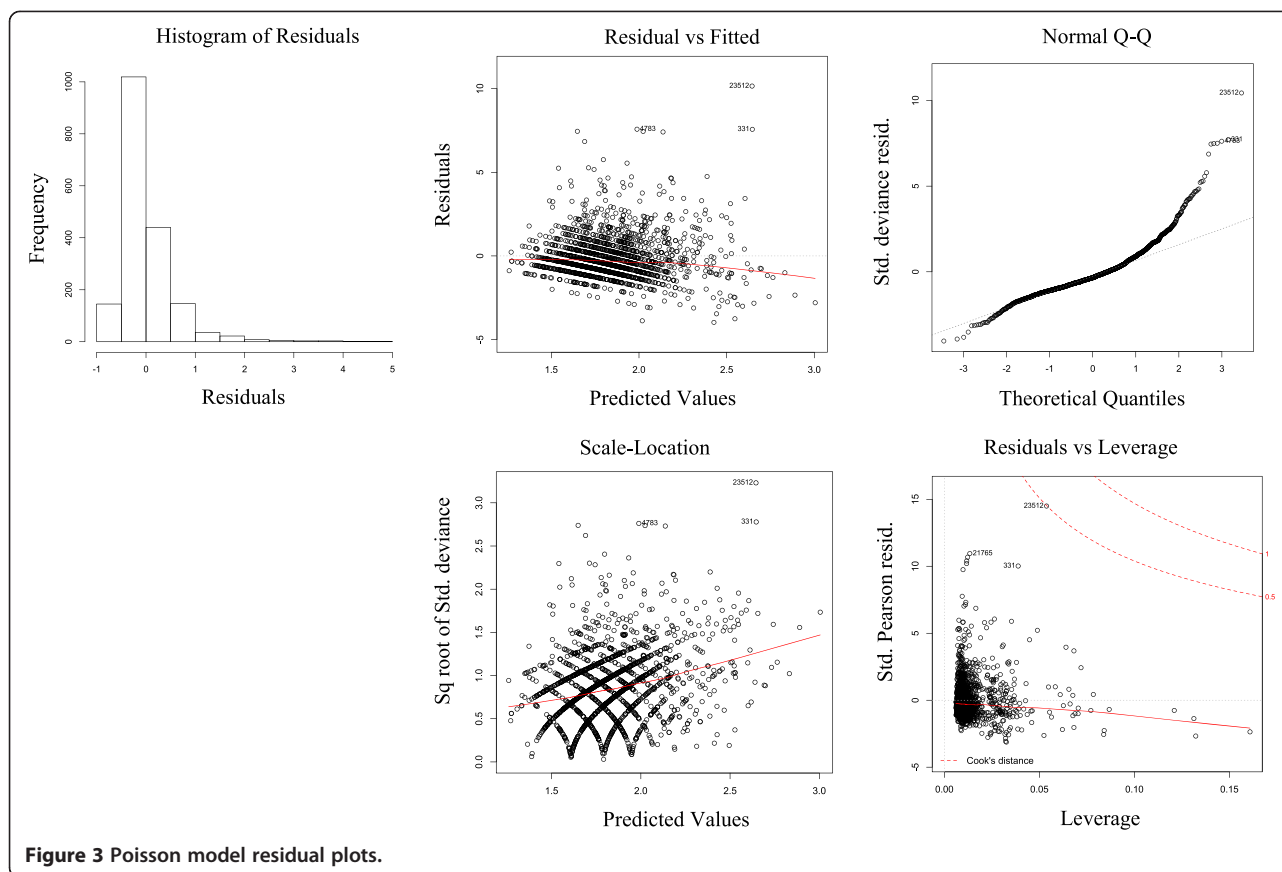 Histogram of Residuals
Frequency
0 200 400 600 800 1000
-1 0 1 2 3 4 5
Residuals
Residual vs Fitted
Residuals
-5 0 5 10
23512
4783
331
1.5 2.0 2.5 3.0
Predicted Values
Normal Q-Q
Std. deviance resid.
0 5 10
23512
331
4783
-3 -2 -1 0 1 2 3
Theoretical Quantiles
Scale-Location
Sq root of Std. deviance
0.0 0.5 1.0 1.5 2.0 2.5 3.0
23512
4783
331
1.5 2.0 2.5 3.0
Predicted Values
Residuals vs Leverage
Std. Pearson resid.
-5 0 5 10 15
23512
21765
331
1
0.5
Cook's distance
0.00 0.05 0.10 0.15
Leverage
Figure 3 Poisson model residual plots.